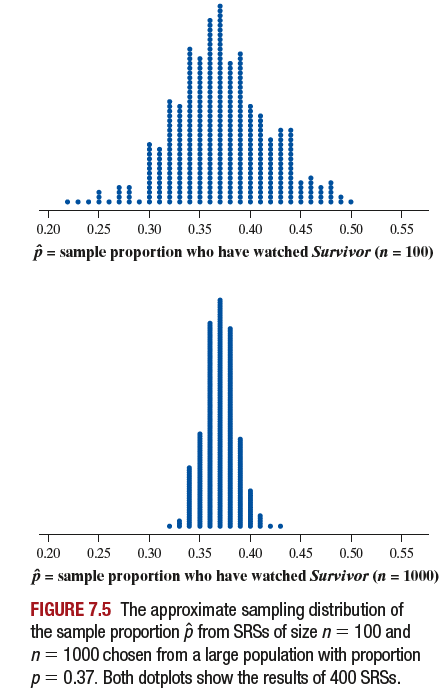 0.20 0.25 0.30 0.35 0.40 0.45 0.50 0.55
p̂ = sample proportion who have watched Survivor (n = 100)
0.20 0.25 0.30 0.35 0.40 0.45 0.50 0.55
p̂ = sample proportion who have watched Survivor (n = 1000)
FIGURE 7.5 The approximate sampling distribution of
the sample proportion p̂ from SRSs of size n = 100 and
n = 1000 chosen from a large population with proportion
p = 0.37. Both dotplots show the results of 400 SRSs.